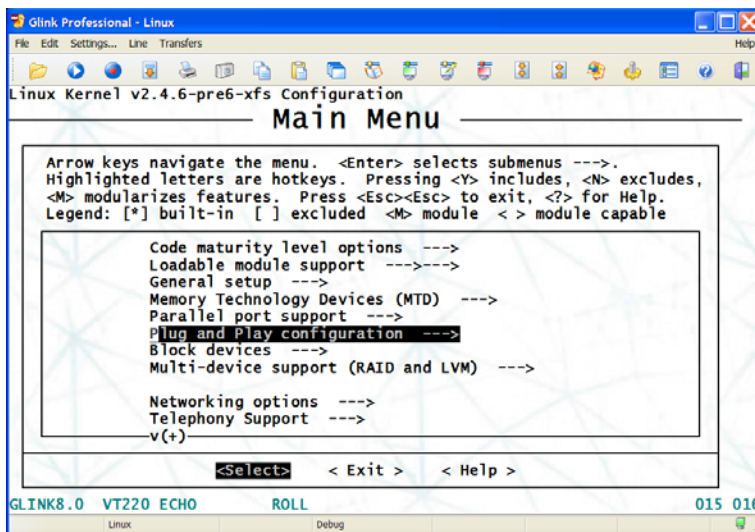 Glink Professional - Linux
File Edit Settings... Line Transfers Help
Linux Kernel v2.4.6-pre6-xfs Configuration
Main Menu
Arrow keys navigate the menu. <Enter> selects submenus --->.
Highlighted letters are hotkeys. Pressing <Y> includes, <N> excludes,
<M> modularizes features. Press <Esc><Esc> to exit, <?> for Help.
Legend: [*] built-in [ ] excluded <M> module < > module capable
Code maturity level options --->
Loadable module support --->--->
General setup --->
Memory Technology Devices (MTD) --->
Parallel port support --->
Plug and Play configuration --->
Block devices --->
Multi-device support (RAID and LVM) --->
Networking options --->
Telephony Support --->
v(+)
<Select> < Exit > < Help >
GLINK8.0 VT220 ECHO ROLL 015 016
Linux Debug